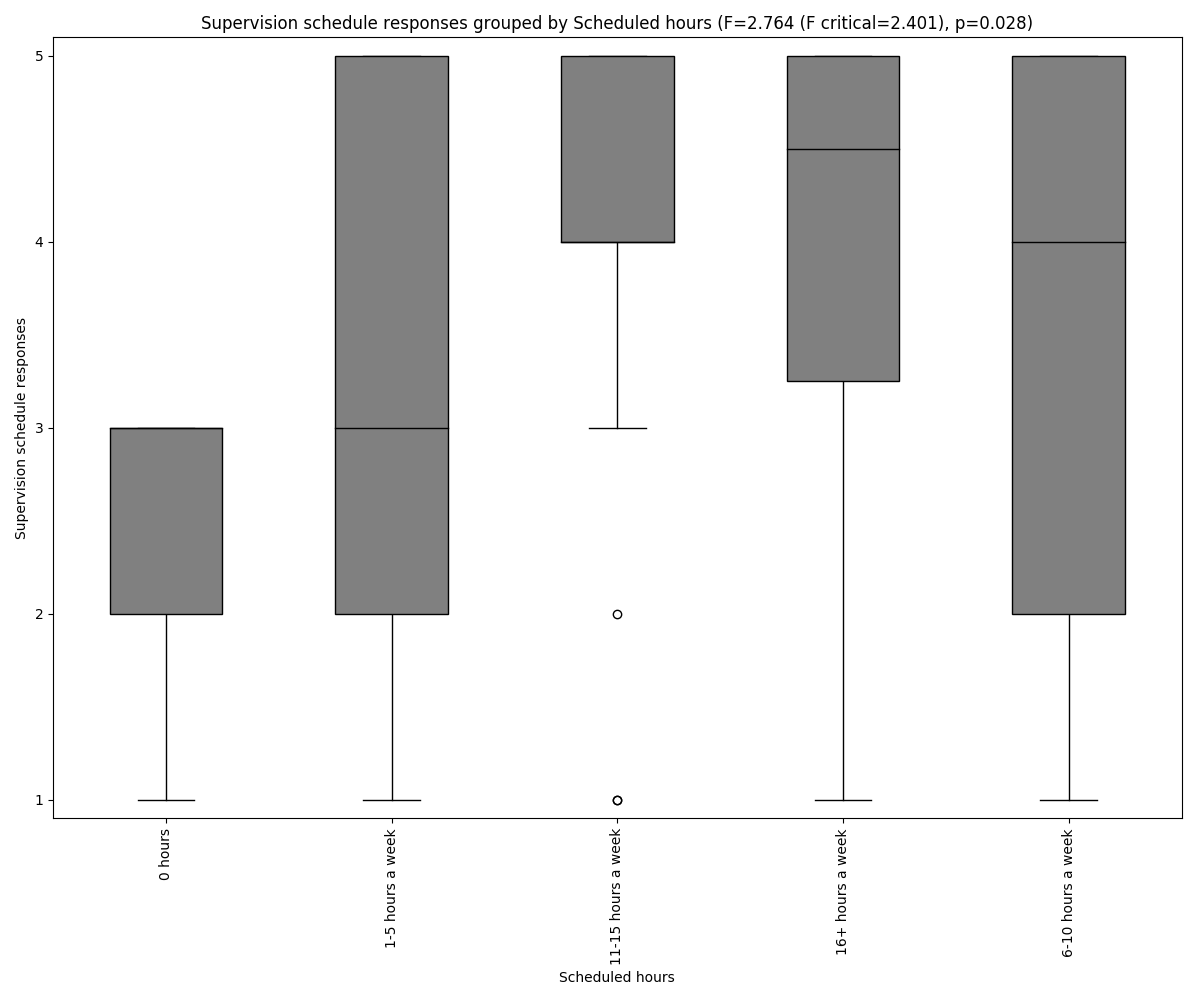 Supervision schedule responses grouped by Scheduled hours (F=2.764 (F critical=2.401), p=0.028)
Supervision schedule responses
5
4
3
2
1
0 hours
1-5 hours a week
11-15 hours a week
16+ hours a week
6-10 hours a week
Scheduled hours